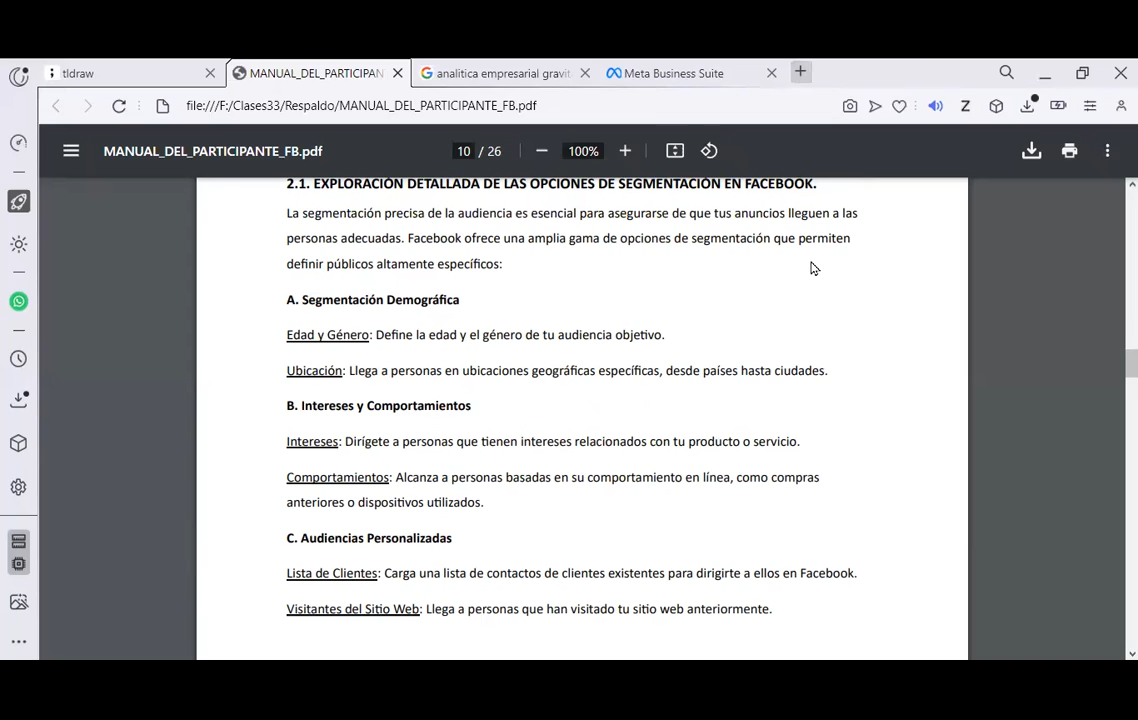 tldraw
MANUAL_DEL_PARTICIPAN
analitica empresarial gravit
Meta Business Suite
file:///F:/Clases33/Respaldo/MANUAL_DEL_PARTICIPANTE_FB.pdf
MANUAL_DEL_PARTICIPANTE_FB.pdf
10 / 26
100%
2.1. EXPLORACIÓN DETALLADA DE LAS OPCIONES DE SEGMENTACIÓN EN FACEBOOK.
La segmentación precisa de la audiencia es esencial para asegurarse de que tus anuncios lleguen a las
personas adecuadas. Facebook ofrece una amplia gama de opciones de segmentación que permiten
definir públicos altamente específicos:
A. Segmentación Demográfica
Edad y Género: Define la edad y el género de tu audiencia objetivo.
Ubicación: Llega a personas en ubicaciones geográficas específicas, desde países hasta ciudades.
B. Intereses y Comportamientos
Intereses: Dirígete a personas que tienen intereses relacionados con tu producto o servicio.
Comportamientos: Alcanza a personas basadas en su comportamiento en línea, como compras
anteriores o dispositivos utilizados.
C. Audiencias Personalizadas
Lista de Clientes: Carga una lista de contactos de clientes existentes para dirigirte a ellos en Facebook.
Visitantes del Sitio Web: Llega a personas que han visitado tu sitio web anteriormente.